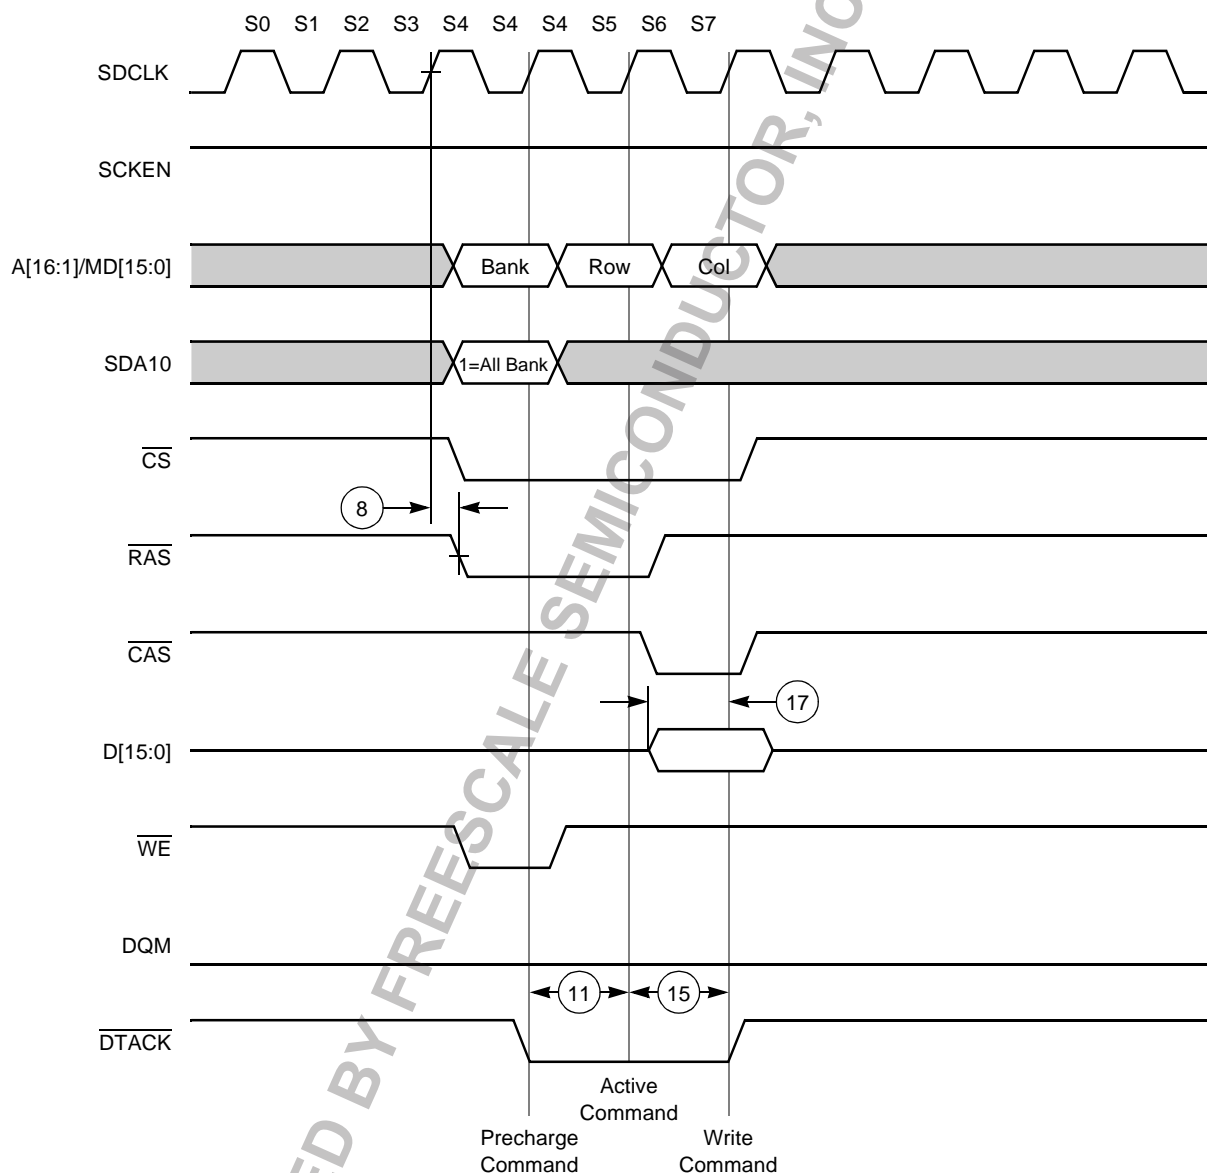 S0 S1 S2 S3 S4 S4 S4 S5 S6 S7
SDCLK
SCKEN
A[16:1]/MD[15:0] Bank Row Col
SDA10 1=All Bank
CS
8
RAS
CAS
17
D[15:0]
WE
DQM
11 15
DTACK
Active
Command
Precharge Write
Command Command
ED BY FREESCALE SEMICONDUCTOR, INC